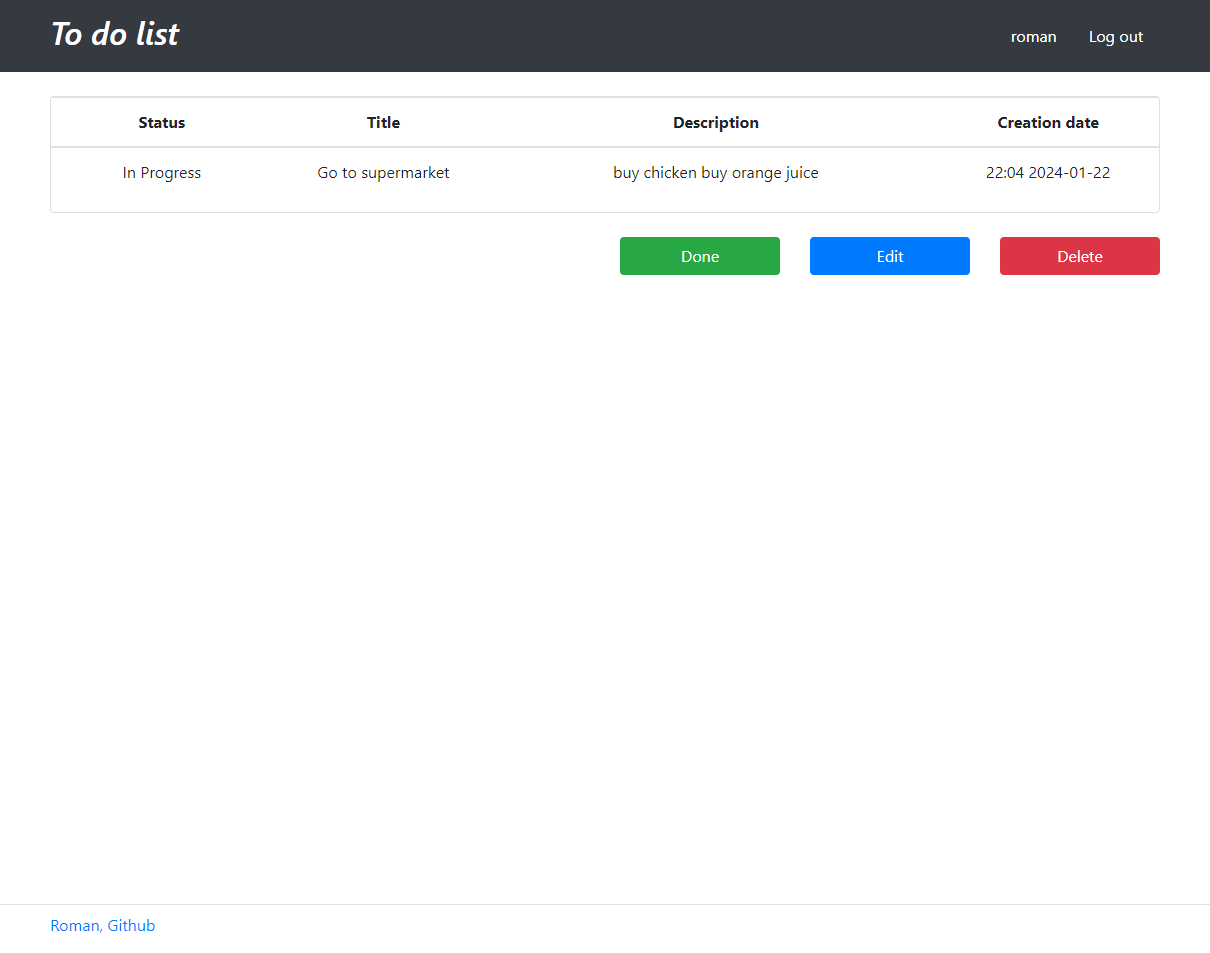 To do list
roman Log out
Status Title Description Creation date
In Progress Go to supermarket buy chicken buy orange juice 22:04 2024-01-22
Done Edit Delete
Roman, Github